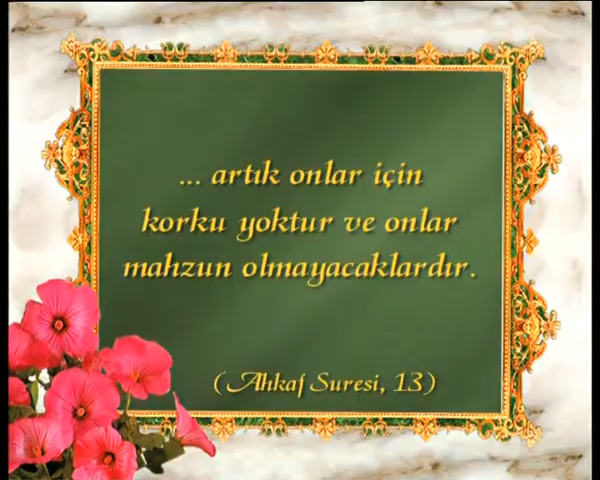 ... artık onlar için
korku yoktur ve onlar
mahzun olmayacaklardır.
(Ahkaf Suresi, 13)